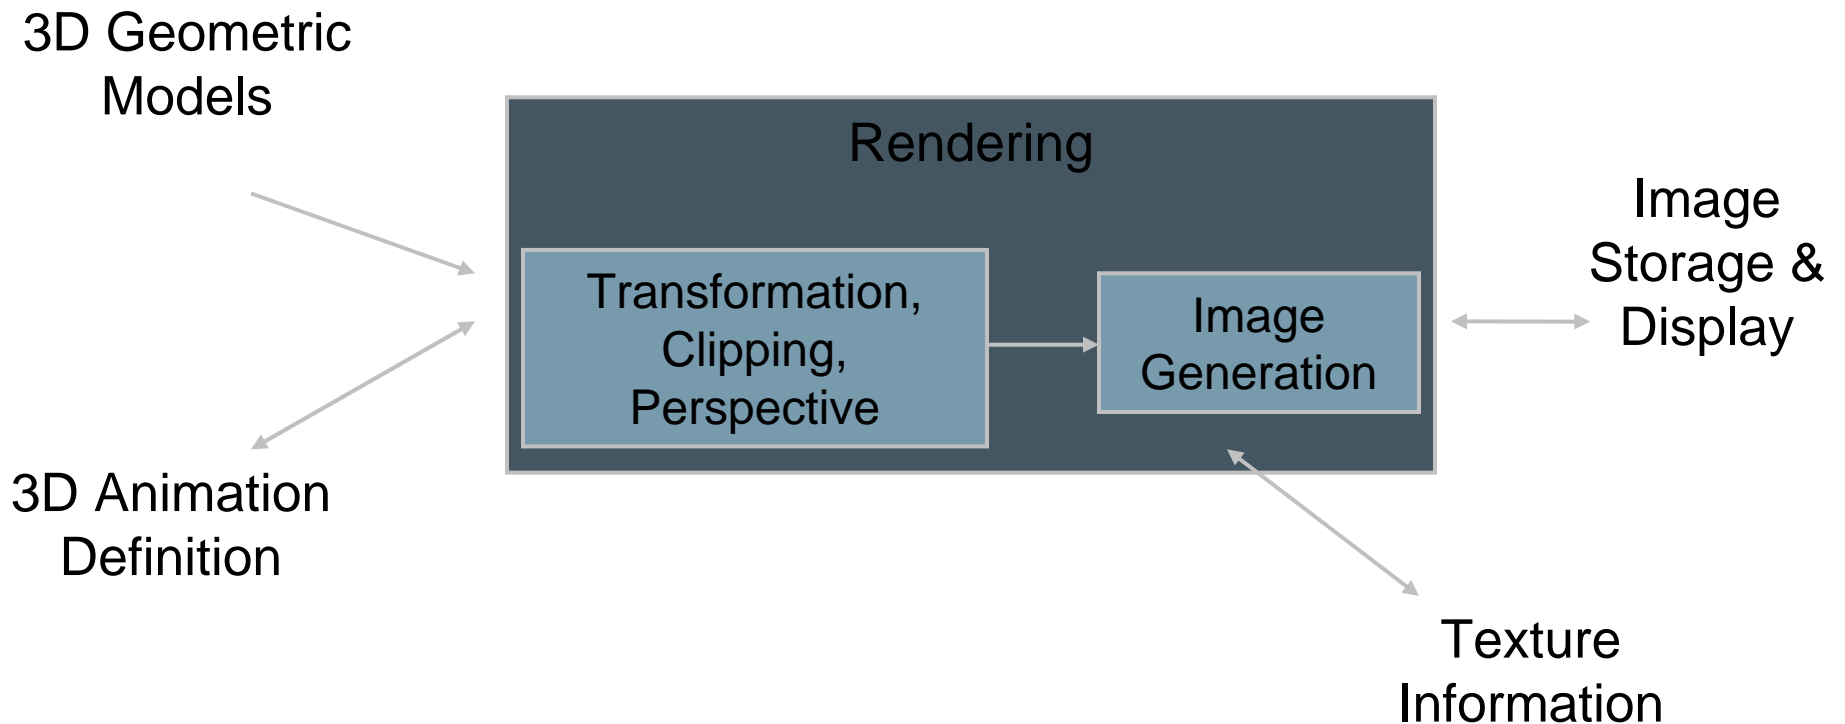 3D Geometric
Models
Rendering
Transformation,
Clipping,
Perspective
Image
Generation
Image
Storage &
Display
3D Animation
Definition
Texture
Information